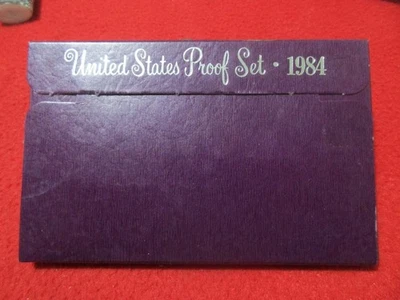 United States Proof Set · 1984